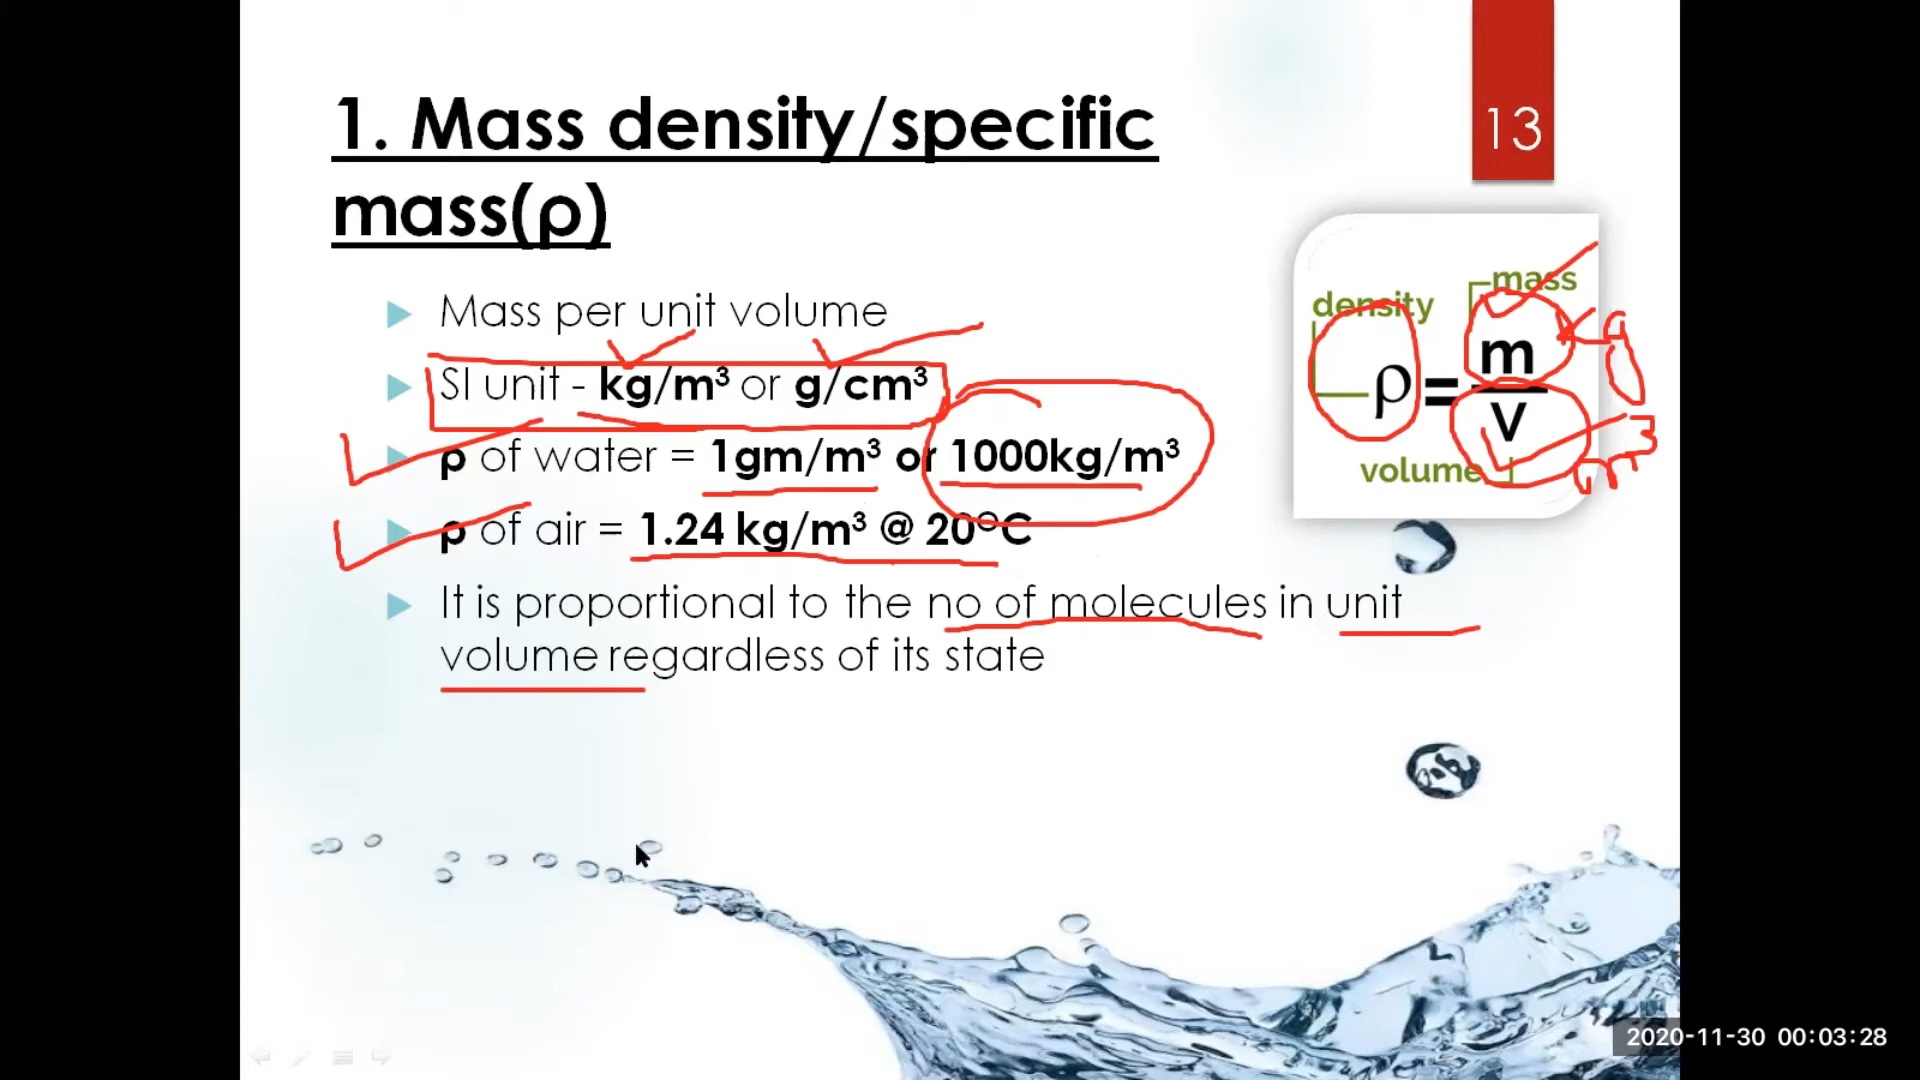 1. Mass density/specific
mass(ρ)
13
Mass per unit volume
SI unit - kg/m³ or g/cm³
ρ of water = 1gm/m³ or 1000kg/m³
ρ of air = 1.24 kg/m³ @ 20⁰C
It is proportional to the no of molecules in unit
volume regardless of its state
mass
density
ρ = m
V
volume
2020-11-30 00:03:28